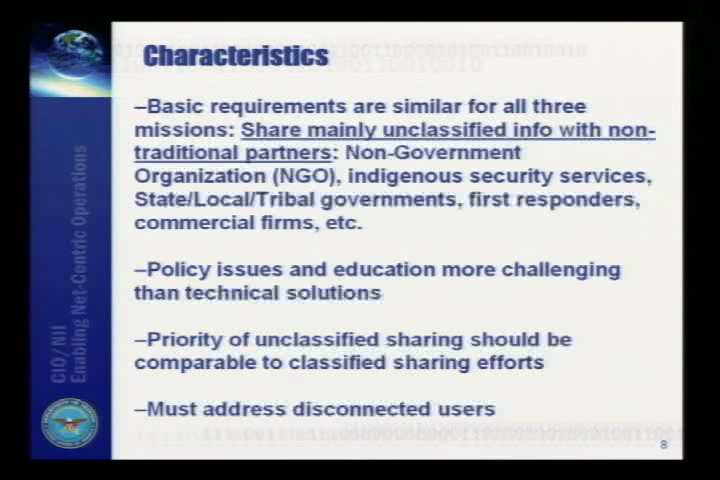 Characteristics
–Basic requirements are similar for all three
missions: Share mainly unclassified info with non-
traditional partners: Non-Government
Organization (NGO), indigenous security services,
State/Local/Tribal governments, first responders,
commercial firms, etc.
–Policy issues and education more challenging
than technical solutions
–Priority of unclassified sharing should be
comparable to classified sharing efforts
–Must address disconnected users
CIO/NII
Enabling Net-Centric Operations
8